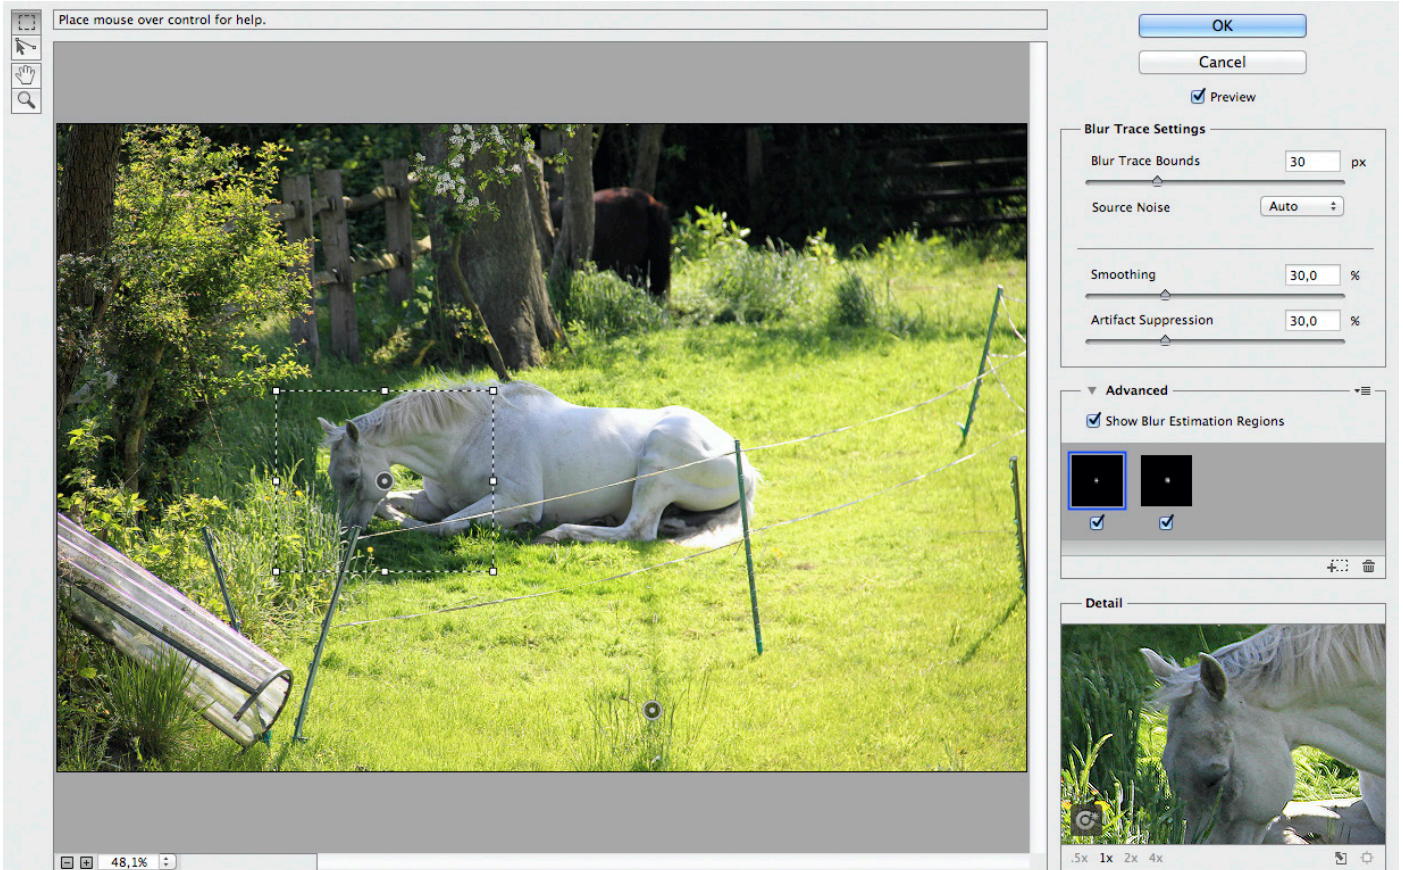 Place mouse over control for help.
OK
Cancel
Preview
Blur Trace Settings
Blur Trace Bounds 30 px
Source Noise Auto
Smoothing 30,0 %
Artifact Suppression 30,0 %
Advanced
Show Blur Estimation Regions
Detail
.5x 1x 2x 4x
48,1%